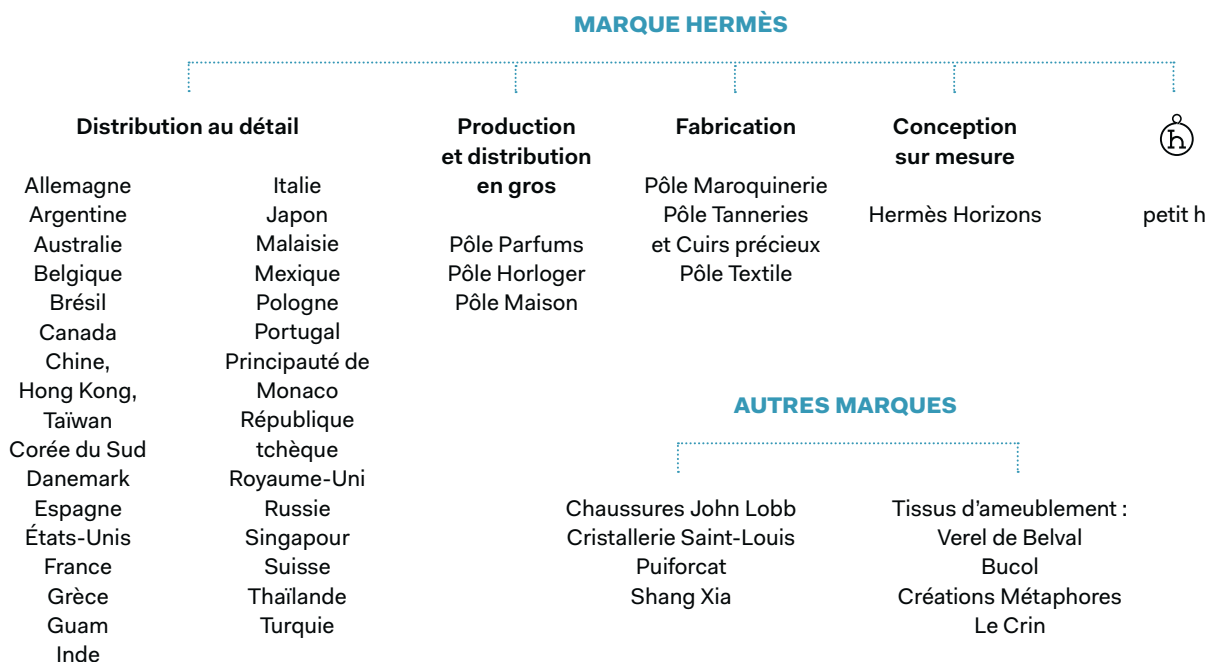 MARQUE HERMÈS
Distribution au détail
Allemagne
Argentine
Australie
Belgique
Brésil
Canada
Chine,
Hong Kong,
Taïwan
Corée du Sud
Danemark
Espagne
États-Unis
France
Grèce
Guam
Inde
Italie
Japon
Malaisie
Mexique
Pologne
Portugal
Principauté de
Monaco
République
tchèque
Royaume-Uni
Russie
Singapour
Suisse
Thaïlande
Turquie
Production
et distribution
en gros
Pôle Parfums
Pôle Horloger
Pôle Maison
Fabrication
Pôle Maroquinerie
Pôle Tanneries
et Cuirs précieux
Pôle Textile
Conception
sur mesure
Hermès Horizons
h
petit h
AUTRES MARQUES
Chaussures John Lobb
Cristallerie Saint-Louis
Puiforcat
Shang Xia
Tissus d’ameublement :
Verel de Belval
Bucol
Créations Métaphores
Le Crin